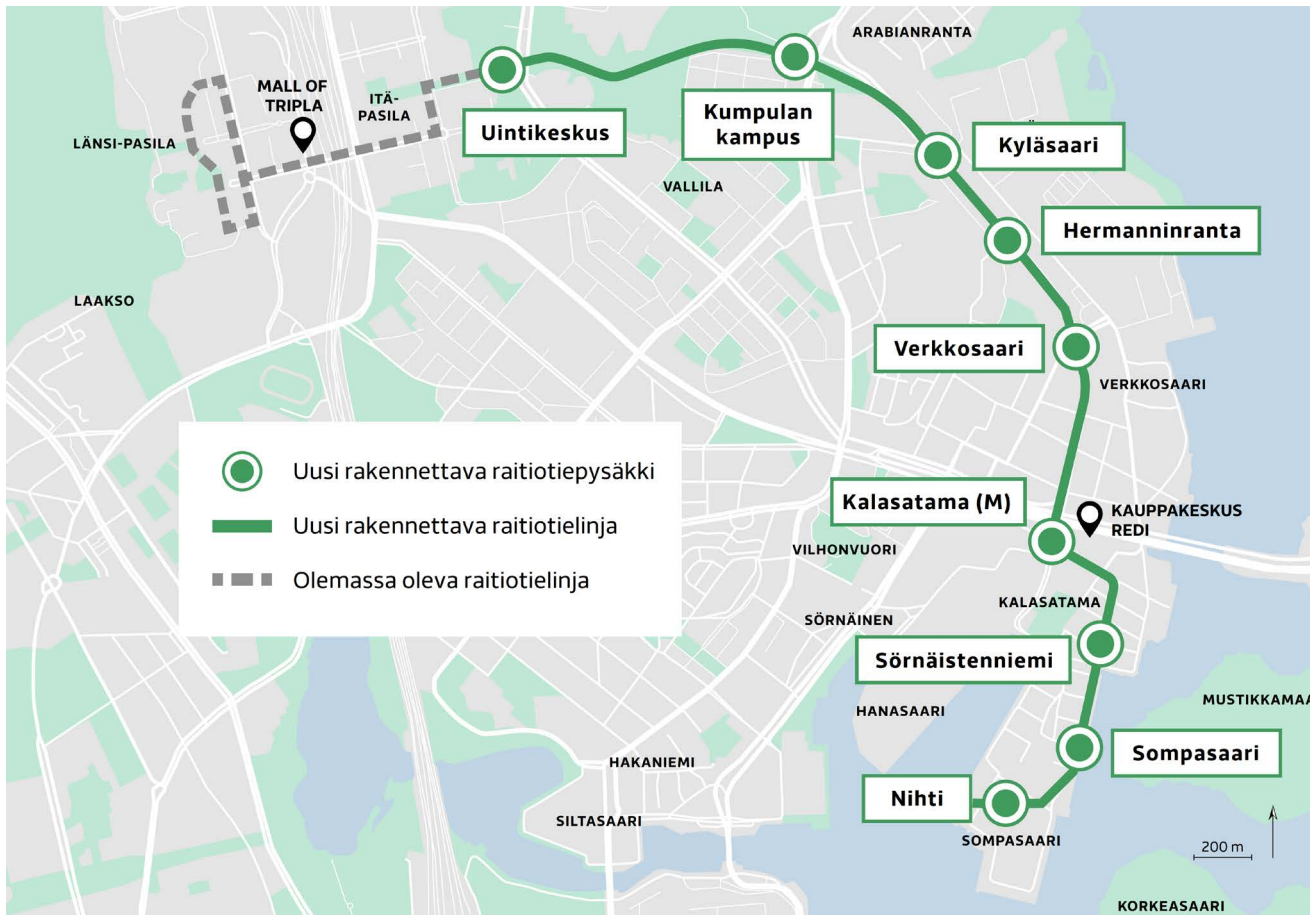 ARABIANRANTA
MALL OF
TRIPLA
ITÄ-
PASILA
LÄNSI-PASILA
Uintikeskus
Kumpulan
kampus
Kyläsaari
VALLILA
Hermanninranta
LAAKSO
Verkkosaari
VERKKOSAARI
Uusi rakennettava raitiotiepysäkki
Uusi rakennettava raitiotielinja
Olemassa oleva raitiotielinja
Kalasatama (M)
KAUPPAKESKUS
REDI
VILHONVUORI
KALASATAMA
SÖRNÄINEN
Sörnäistenniemi
MUSTIKKAMAA
HANASAARI
Sompasaari
HAKANIEMI
Nihti
SILTASAARI
SOMPASAARI
200 m
KORKEASAARI